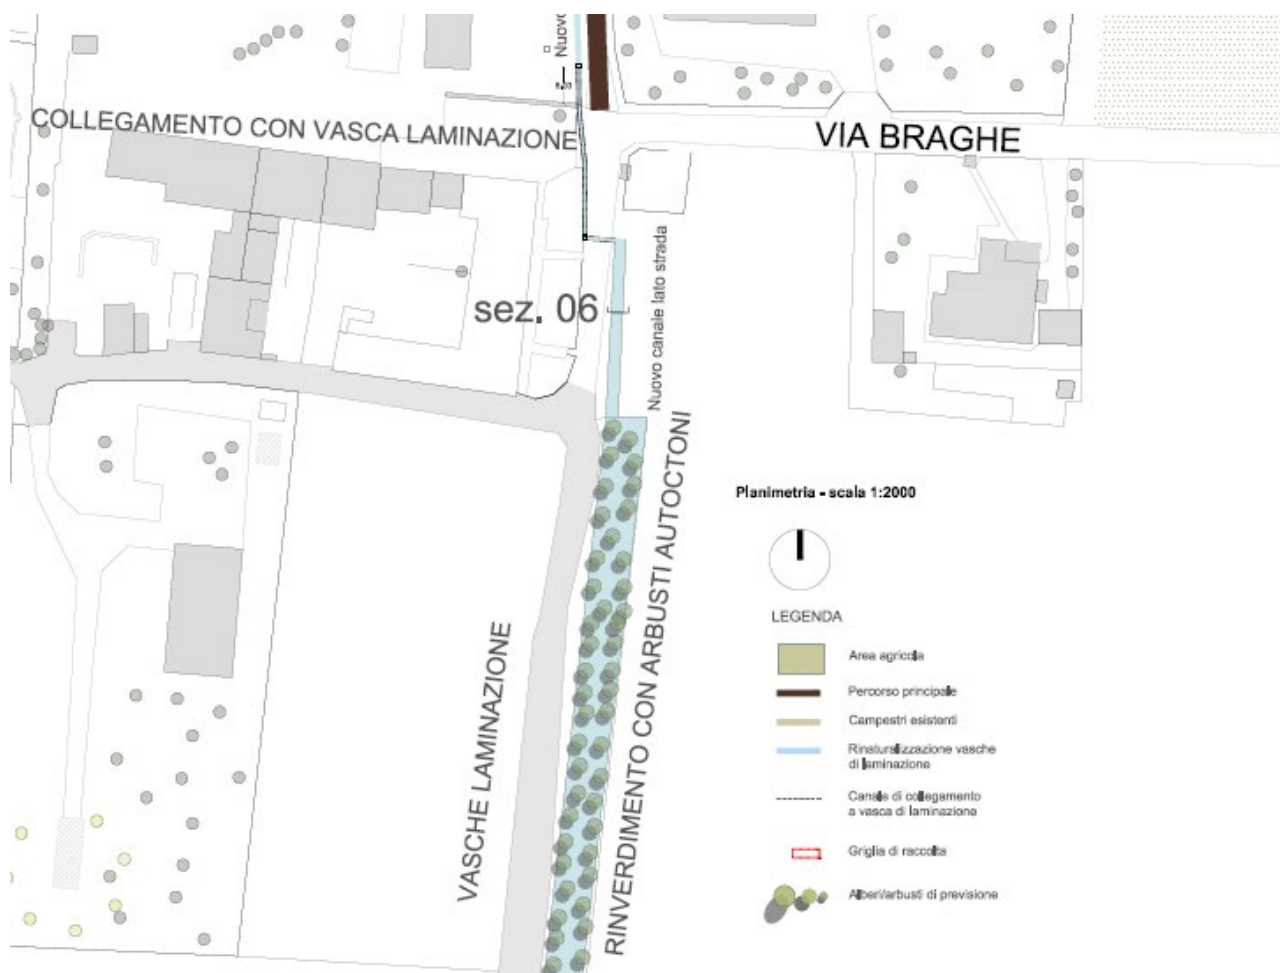 Nuovo
COLLEGAMENTO CON VASCA LAMINAZIONE
VIA BRAGHE
sez. 06
Nuovo canale lato strada
RINVERDIMENTO CON ARBUSTI AUTOCTONI
VASCHE LAMINAZIONE
Planimetria - scala 1:2000
LEGENDA
Area agricola
Percorso principale
Campestri esistenti
Rinaturalizzazione vasche
di laminazione
Canale di collegamento
a vasca di laminazione
Griglia di raccolta
Alberi/arbusti di previsione